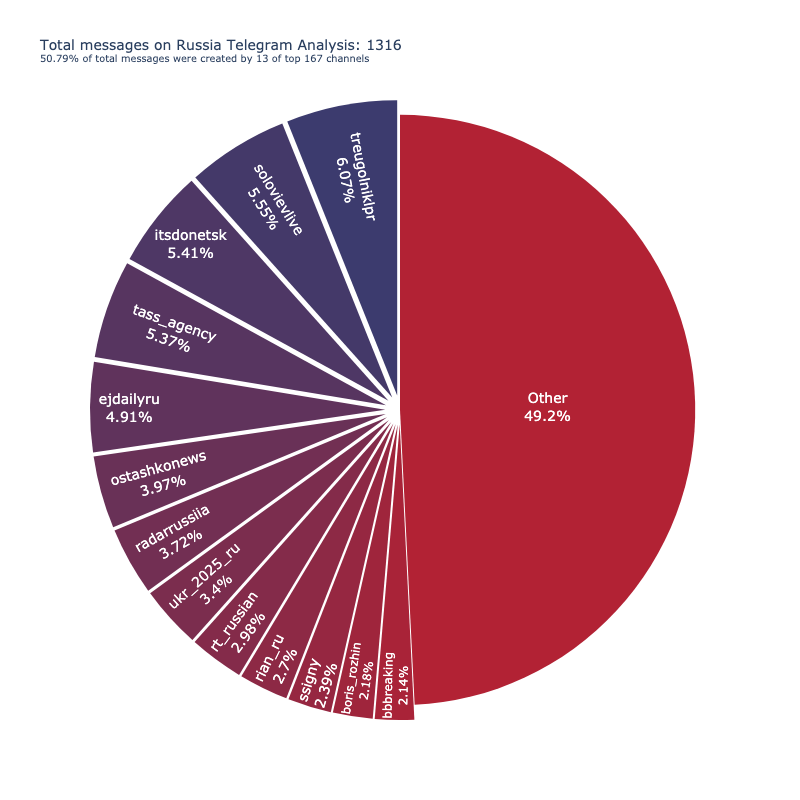 Total messages on Russia Telegram Analysis: 1316
50.79% of total messages were created by 13 of top 167 channels
treugolniklpr
6.07%
solovievlive
5.55%
itsdonetsk
5.41%
tass_agency
5.37%
ejdailyru
4.91%
ostashkonews
3.97%
radarrussiia
3.72%
ukr_2025_ru
3.4%
rt_russian
2.98%
rian_ru
2.7%
ssigny
2.39%
boris_rozhin
2.18%
bbbreaking
2.14%
Other
49.2%